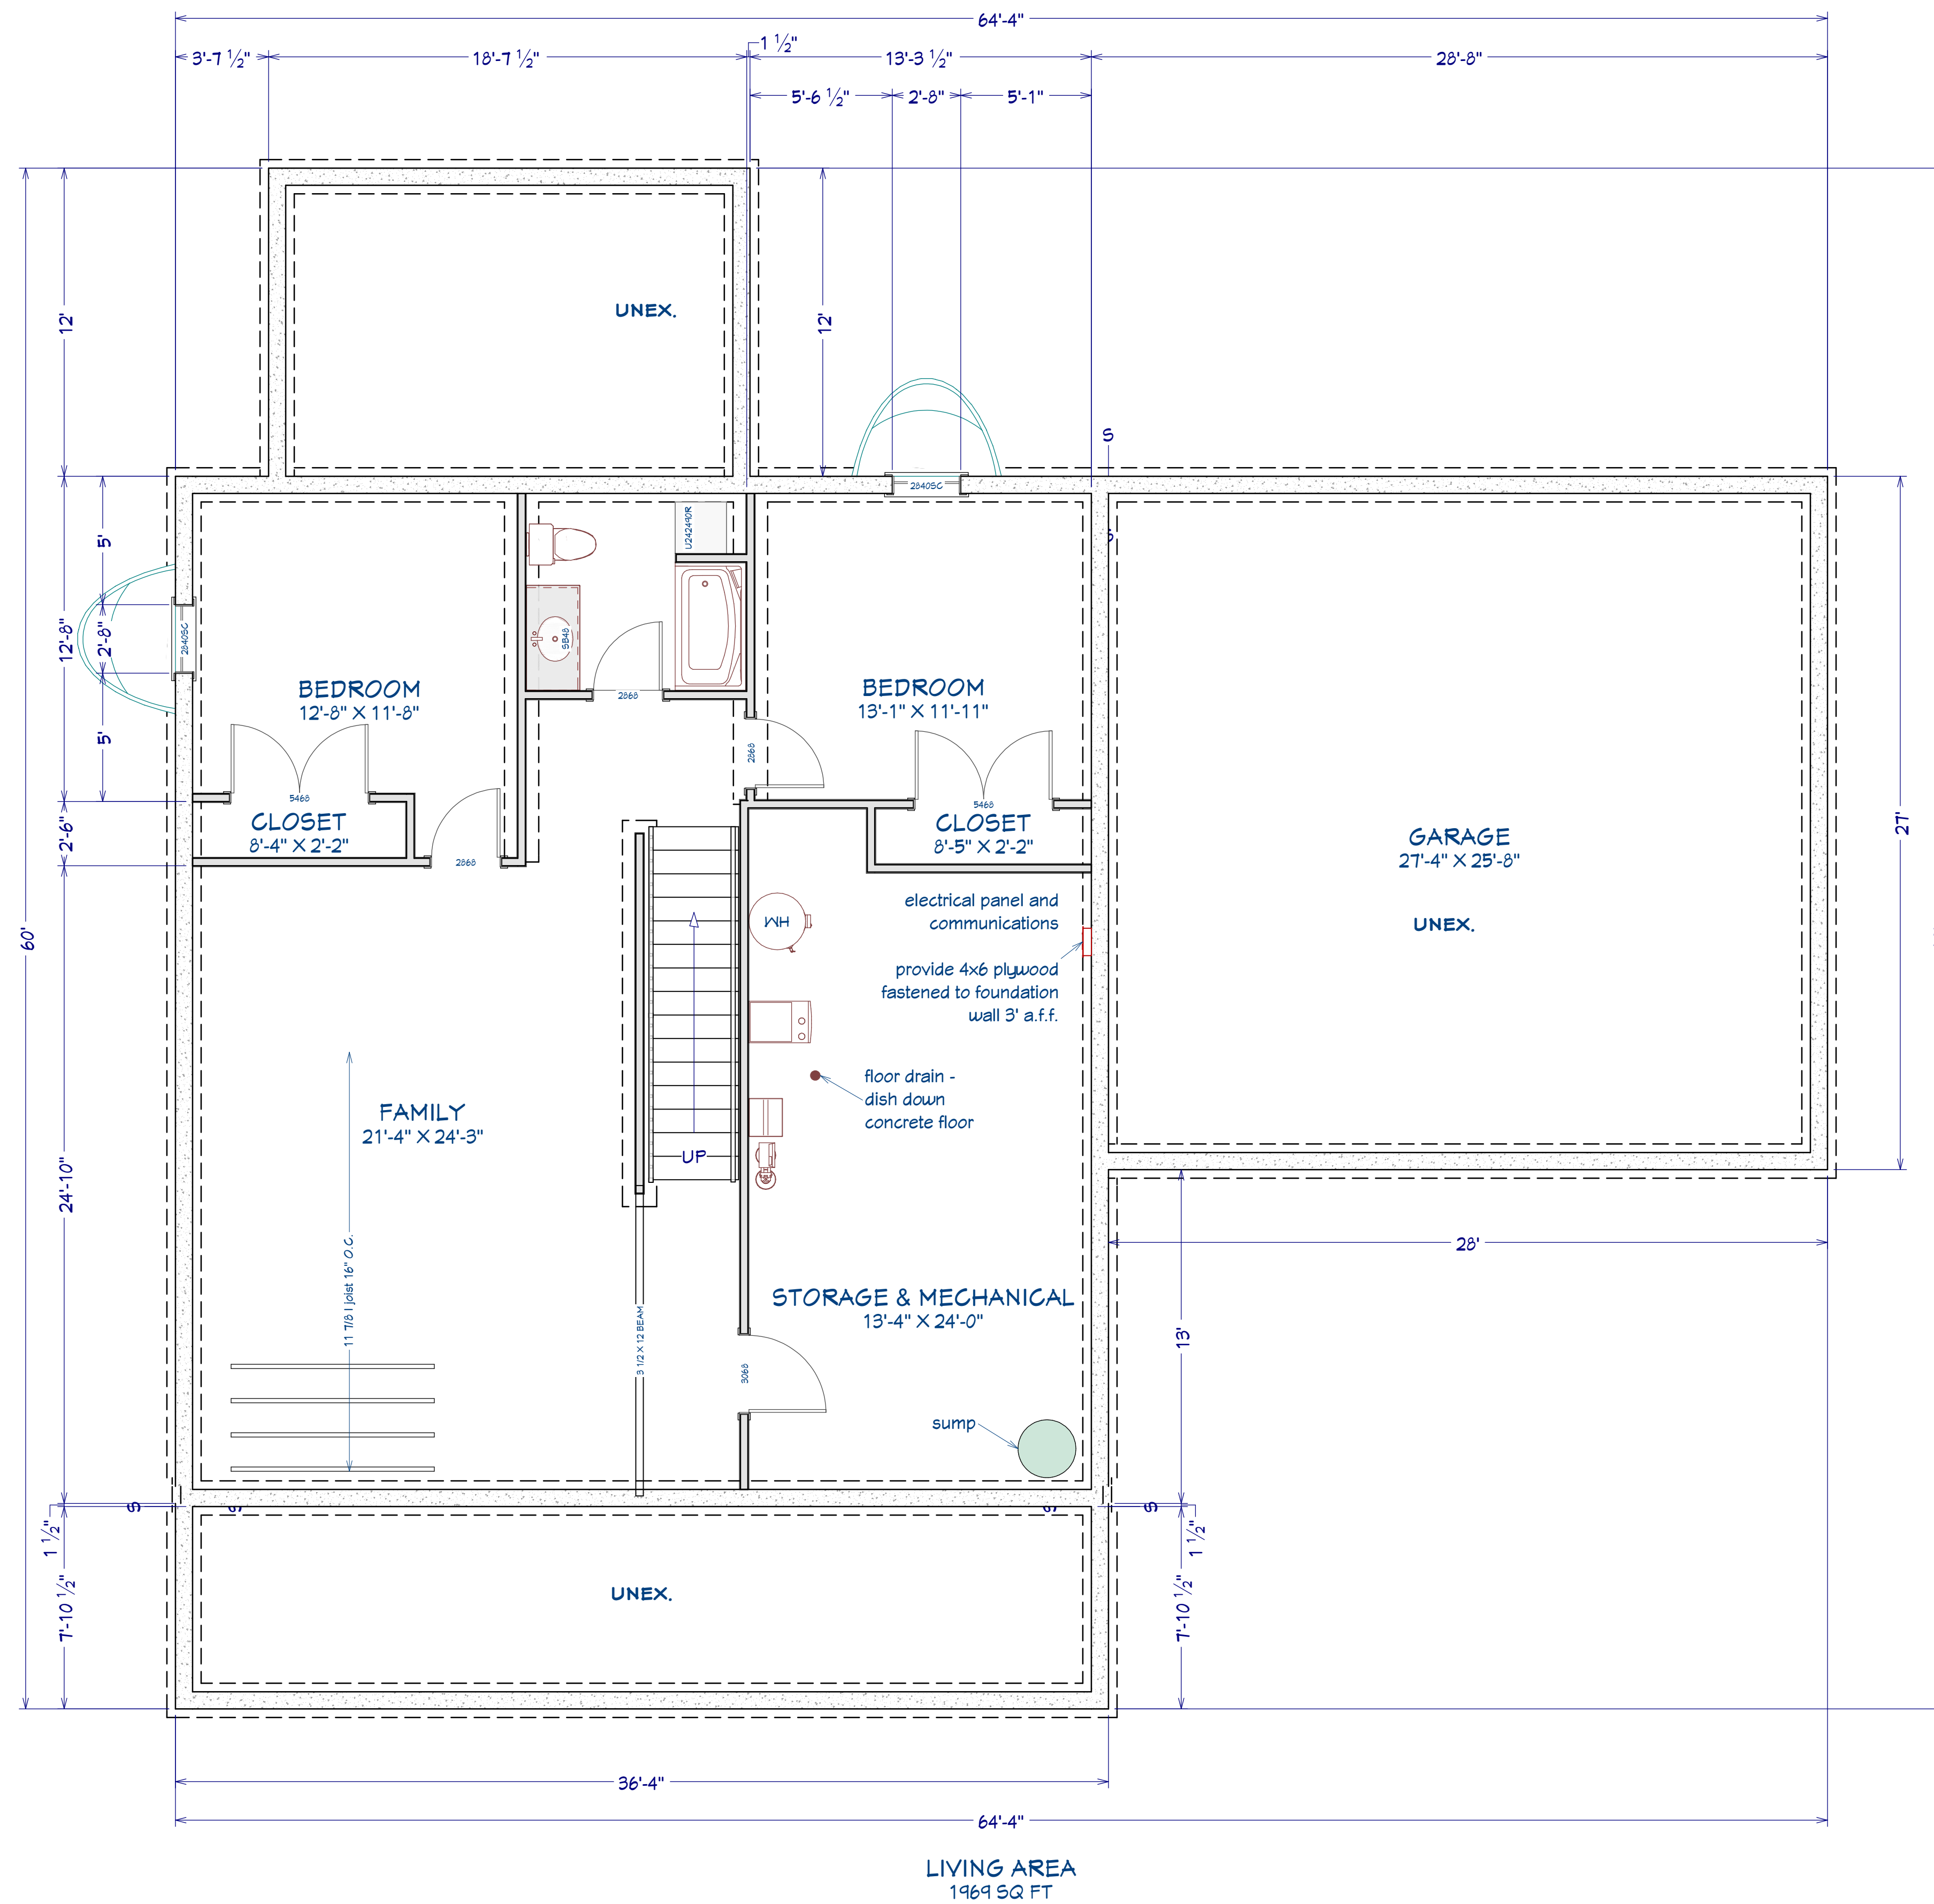 64'-4"
1 ½"
3'-7 ½"
18'-7 ½"
13'-3 ½"
28'-8"
5'-6 ½"
2'-8"
5'-1"
12'
UNEX.
12'
S
2840SC
U242490R
S
5'
12'-8"
2'-8"
2840SC
SB48
BEDROOM
12'-8" X 11'-8"
2868
BEDROOM
13'-1" X 11'-11"
5'
2868
5468
5468
2'-6"
CLOSET
8'-4" X 2'-2"
CLOSET
8'-5" X 2'-2"
27'
GARAGE
27'-4" X 25'-8"
2868
60'
WH
electrical panel and
communications
UNEX.
provide 4x6 plywood
fastened to foundation
wall 3' a.f.f.
floor drain -
dish down
concrete floor
FAMILY
21'-4" X 24'-3"
UP
24'-10"
11 7/8 I joist 16" O.C.
28'
STORAGE & MECHANICAL
13'-4" X 24'-0"
3 1/2 X 12 BEAM
13'
3068
sump
S
S
S
S
1 ½"
1 ½"
7'-10 ½"
UNEX.
7'-10 ½"
36'-4"
64'-4"
LIVING AREA
1969 SQ FT